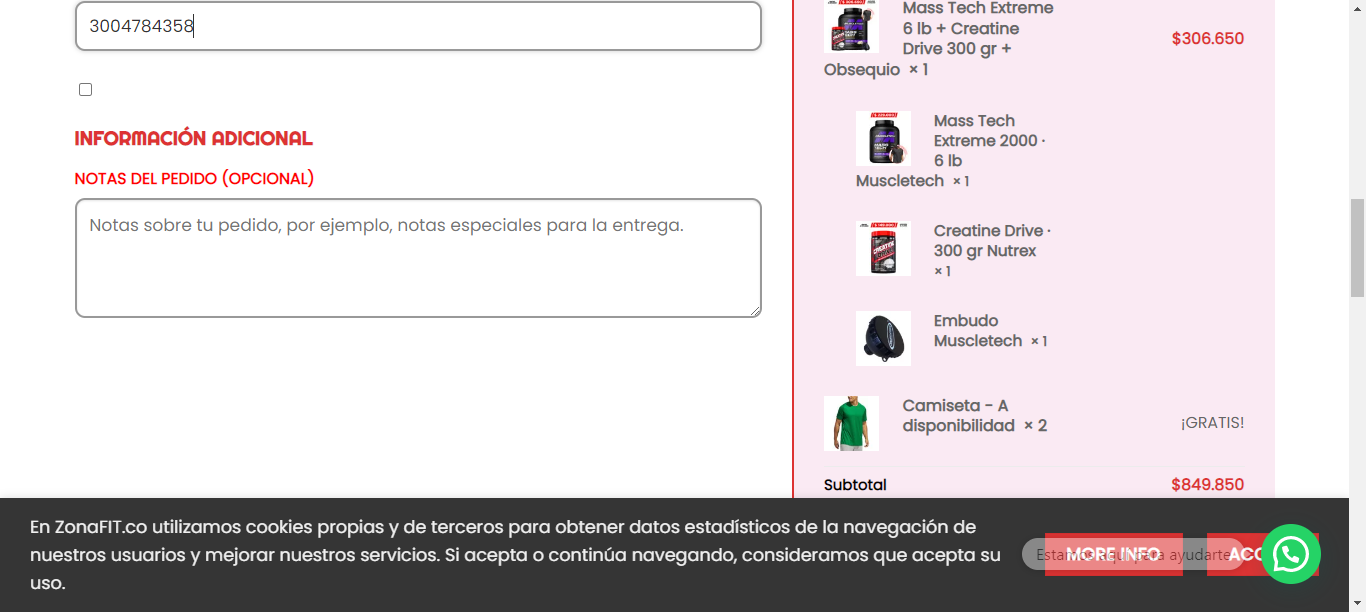 3004784358
INFORMACIÓN ADICIONAL
NOTAS DEL PEDIDO (OPCIONAL)
Notas sobre tu pedido, por ejemplo, notas especiales para la entrega.
Mass Tech Extreme
6 lb + Creatine
Drive 300 gr +
Obsequio × 1
$306.650
Mass Tech
Extreme 2000 ·
6 lb
Muscletech × 1
Creatine Drive ·
300 gr Nutrex
× 1
Embudo
Muscletech × 1
Camiseta - A
disponibilidad × 2
¡GRATIS!
Subtotal
$849.850
En ZonaFIT.co utilizamos cookies propias y de terceros para obtener datos estadísticos de la navegación de
nuestros usuarios y mejorar nuestros servicios. Si acepta o continúa navegando, consideramos que acepta su
uso.
MORE INFO
Estamos aquí para ayudarte